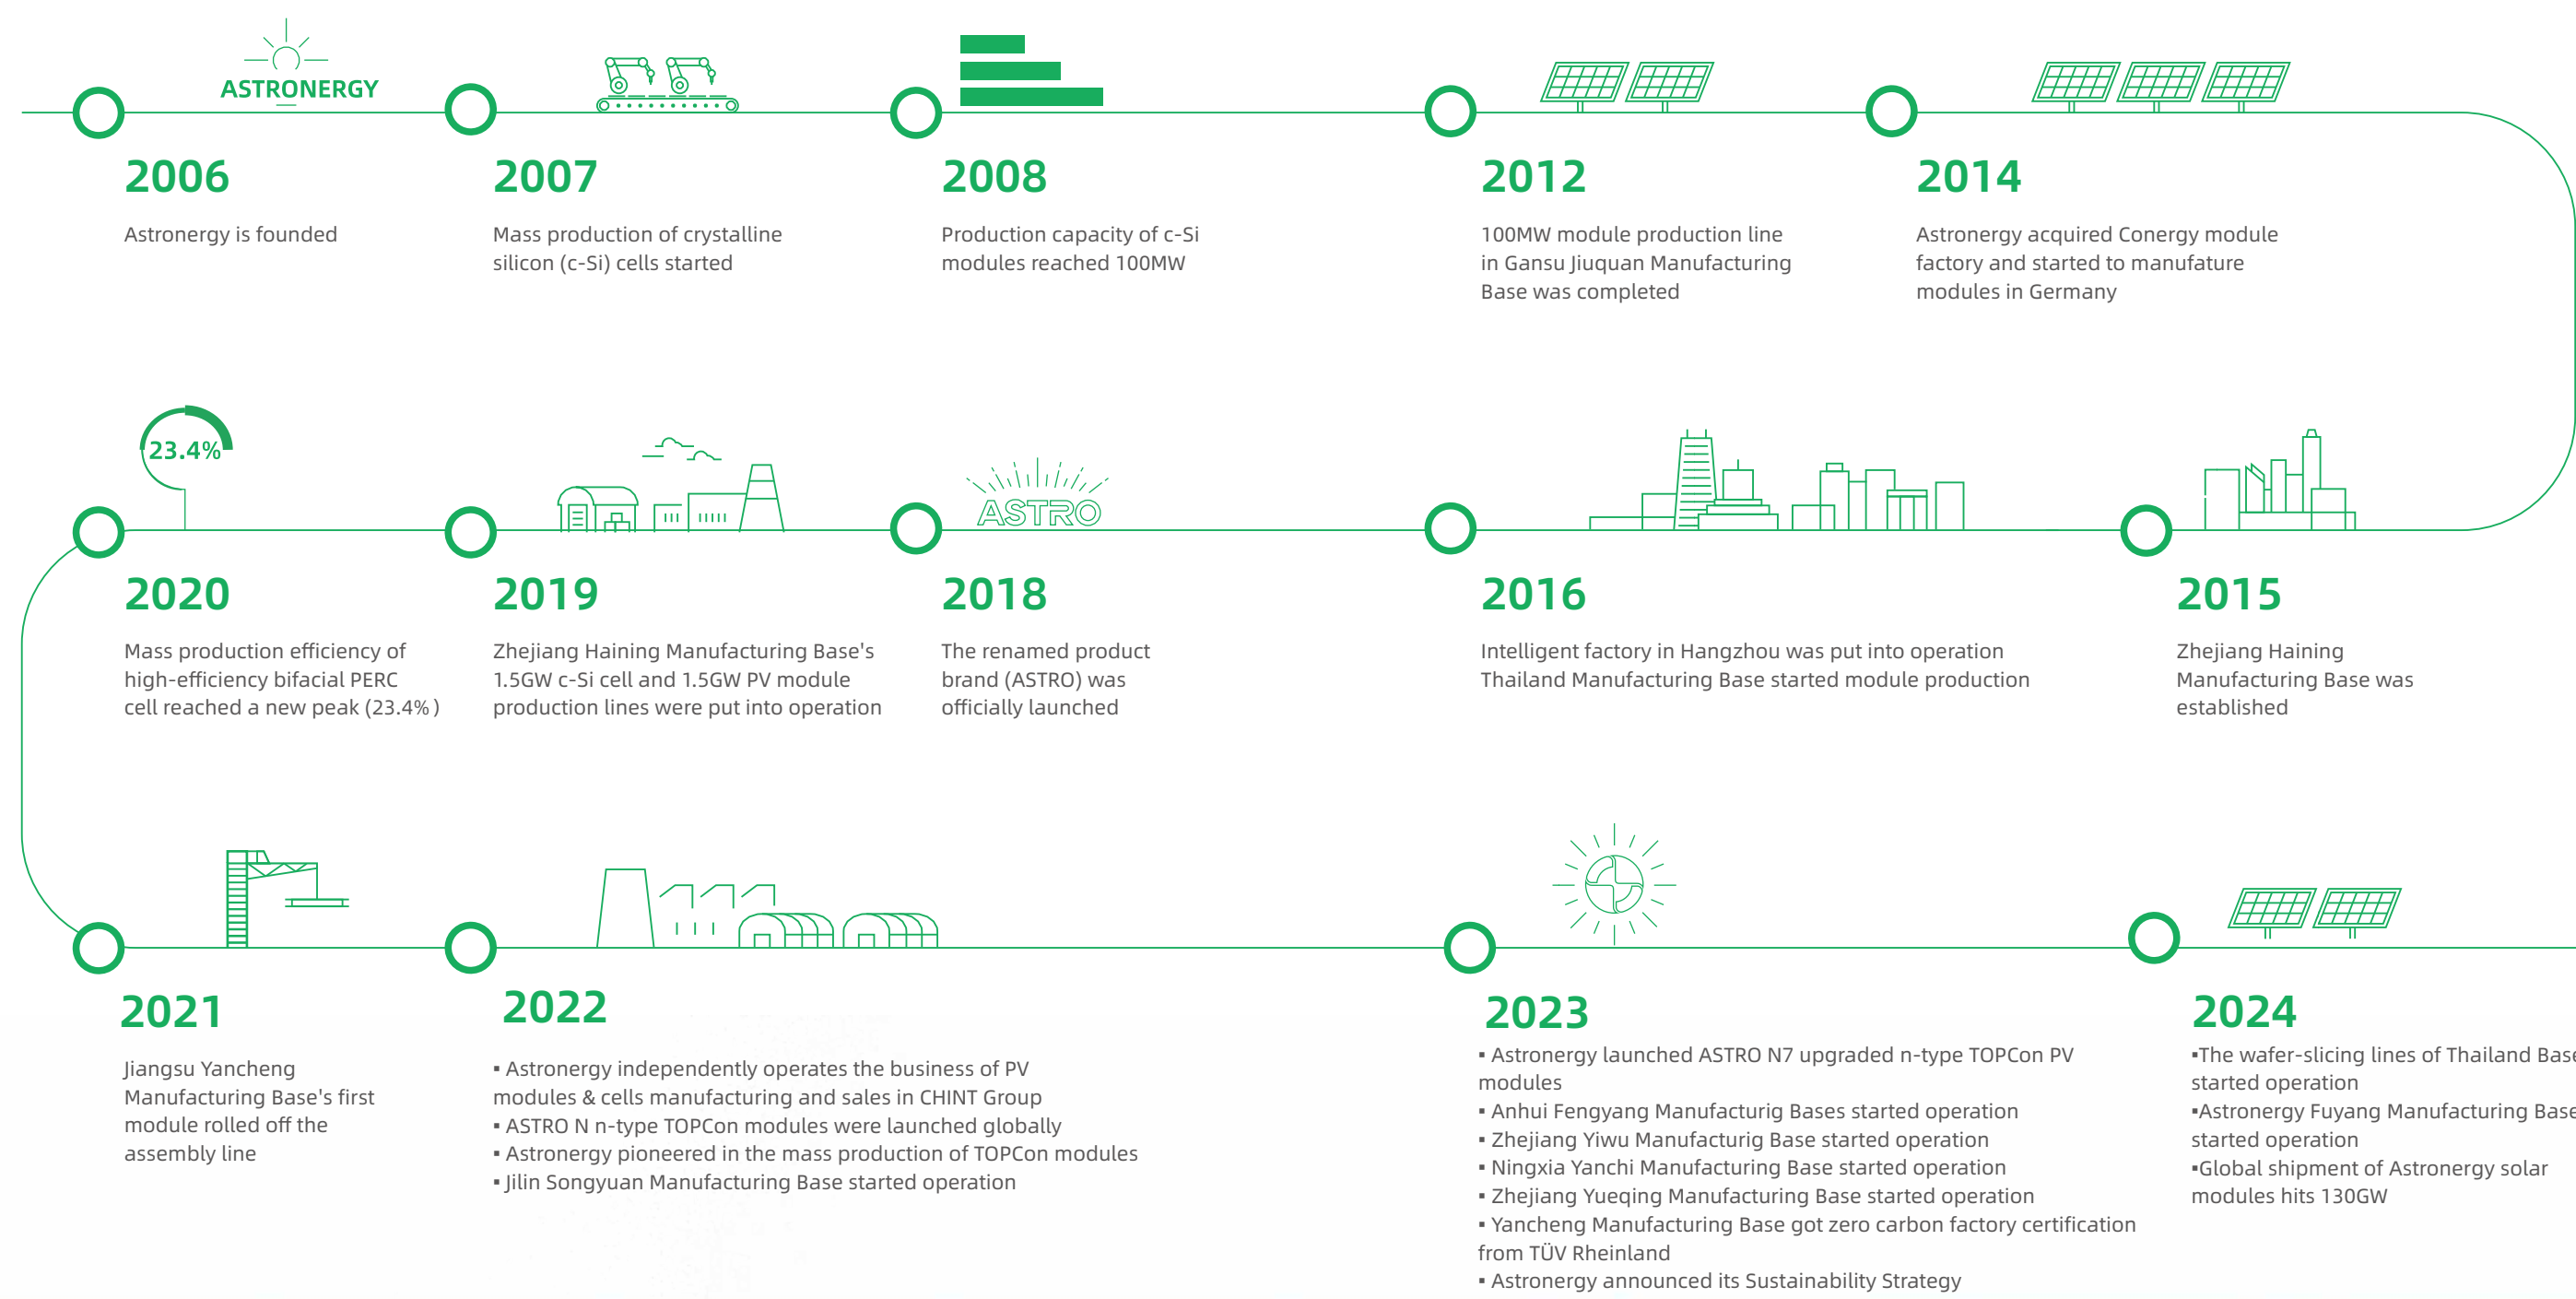 ASTRONERGY
2006
Astronergy is founded
2007
Mass production of crystalline
silicon (c-Si) cells started
2008
Production capacity of c-Si
modules reached 100MW
2012
100MW module production line
in Gansu Jiuquan Manufacturing
Base was completed
2014
Astronergy acquired Conergy module
factory and started to manufature
modules in Germany
23.4%
2020
Mass production efficiency of
high-efficiency bifacial PERC
cell reached a new peak (23.4%)
2019
Zhejiang Haining Manufacturing Base's
1.5GW c-Si cell and 1.5GW PV module
production lines were put into operation
ASTRO
2018
The renamed product
brand (ASTRO) was
officially launched
2016
Intelligent factory in Hangzhou was put into operation
Thailand Manufacturing Base started module production
2015
Zhejiang Haining
Manufacturing Base was
established
2021
Jiangsu Yancheng
Manufacturing Base's first
module rolled off the
assembly line
2022
▪ Astronergy independently operates the business of PV
modules & cells manufacturing and sales in CHINT Group
▪ ASTRO N n-type TOPCon modules were launched globally
▪ Astronergy pioneered in the mass production of TOPCon modules
▪ Jilin Songyuan Manufacturing Base started operation
2023
▪ Astronergy launched ASTRO N7 upgraded n-type TOPCon PV
modules
▪ Anhui Fengyang Manufacturig Bases started operation
▪ Zhejiang Yiwu Manufacturig Base started operation
▪ Ningxia Yanchi Manufacturing Base started operation
▪ Zhejiang Yueqing Manufacturing Base started operation
▪ Yancheng Manufacturing Base got zero carbon factory certification
from TÜV Rheinland
▪ Astronergy announced its Sustainability Strategy
2024
▪The wafer-slicing lines of Thailand Base
started operation
▪Astronergy Fuyang Manufacturing Base
started operation
▪Global shipment of Astronergy solar
modules hits 130GW